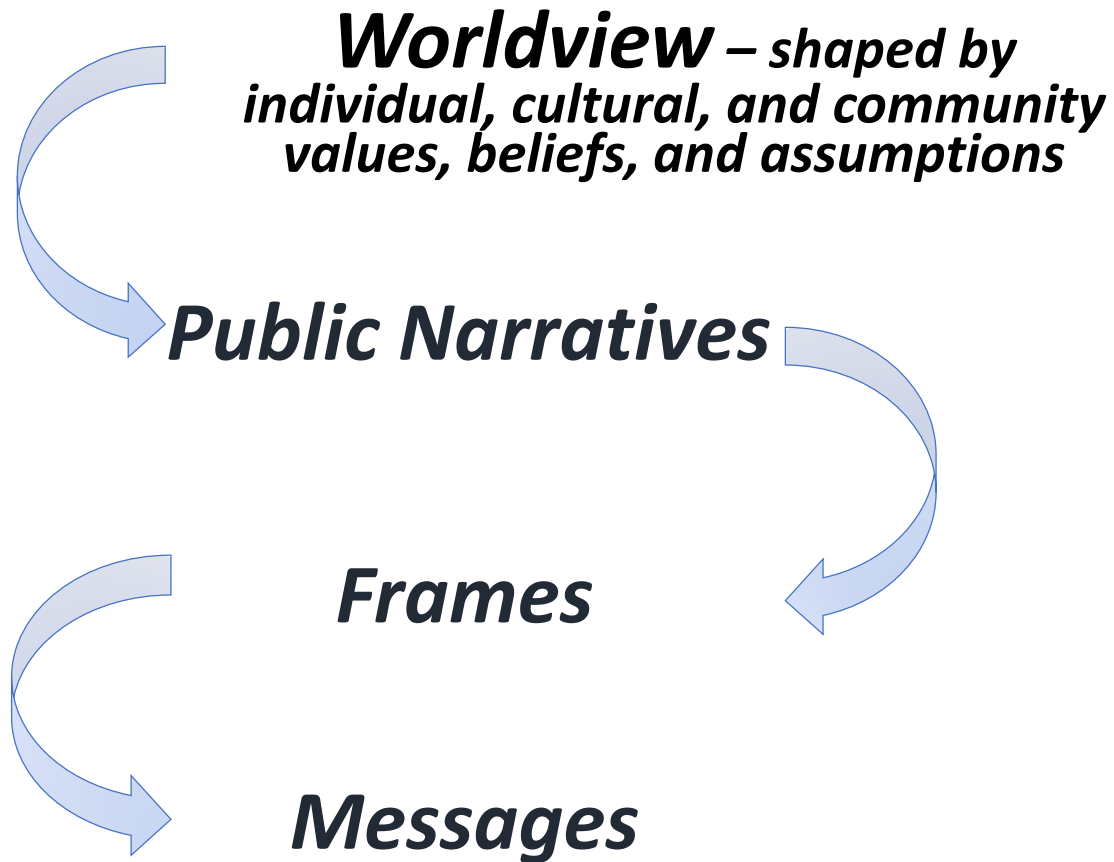 Worldview – shaped by
individual, cultural, and community
values, beliefs, and assumptions
Public Narratives
Frames
Messages